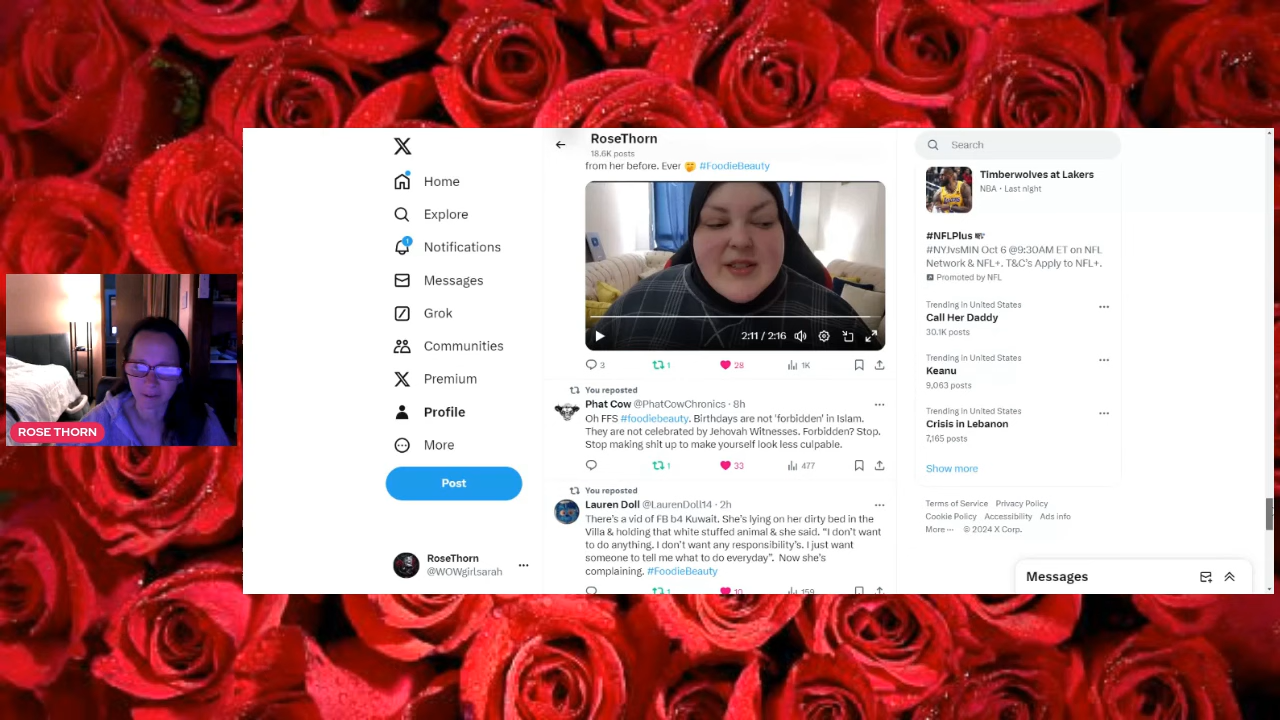 RoseThorn
18.6K posts
from her before. Ever 🤭 #FoodieBeauty
2:11 / 2:16
3
1
28
1K
You reposted
Phat Cow @PhatCowChronics · 8h
Oh FFS #foodiebeauty. Birthdays are not 'forbidden' in Islam.
They are not celebrated by Jehovah Witnesses. Forbidden? Stop.
Stop making shit up to make yourself look less culpable.
1
33
477
You reposted
Lauren Doll @LaurenDoll14 · 2h
There's a vid of FB b4 Kuwait. She's lying on her dirty bed in the
Villa & holding that white stuffed animal & she said. "I don't want
to do anything. I don't want any responsibility's. I just want
someone to tell me what to do everyday". Now she's
complaining. #FoodieBeauty
1
10
159
Home
Explore
1
Notifications
Messages
Grok
Communities
Premium
Profile
More
Post
RoseThorn
@WOWgirlsarah
Search
Timberwolves at Lakers
NBA · Last night
#NFLPlus
#NYJvsMIN Oct 6 @9:30AM ET on NFL
Network & NFL+. T&C's Apply to NFL+.
Promoted by NFL
Trending in United States
Call Her Daddy
30.1K posts
Trending in United States
Keanu
9,063 posts
Trending in United States
Crisis in Lebanon
7,165 posts
Show more
Terms of Service Privacy Policy
Cookie Policy Accessibility Ads info
More ··· © 2024 X Corp.
Messages
ROSE THORN